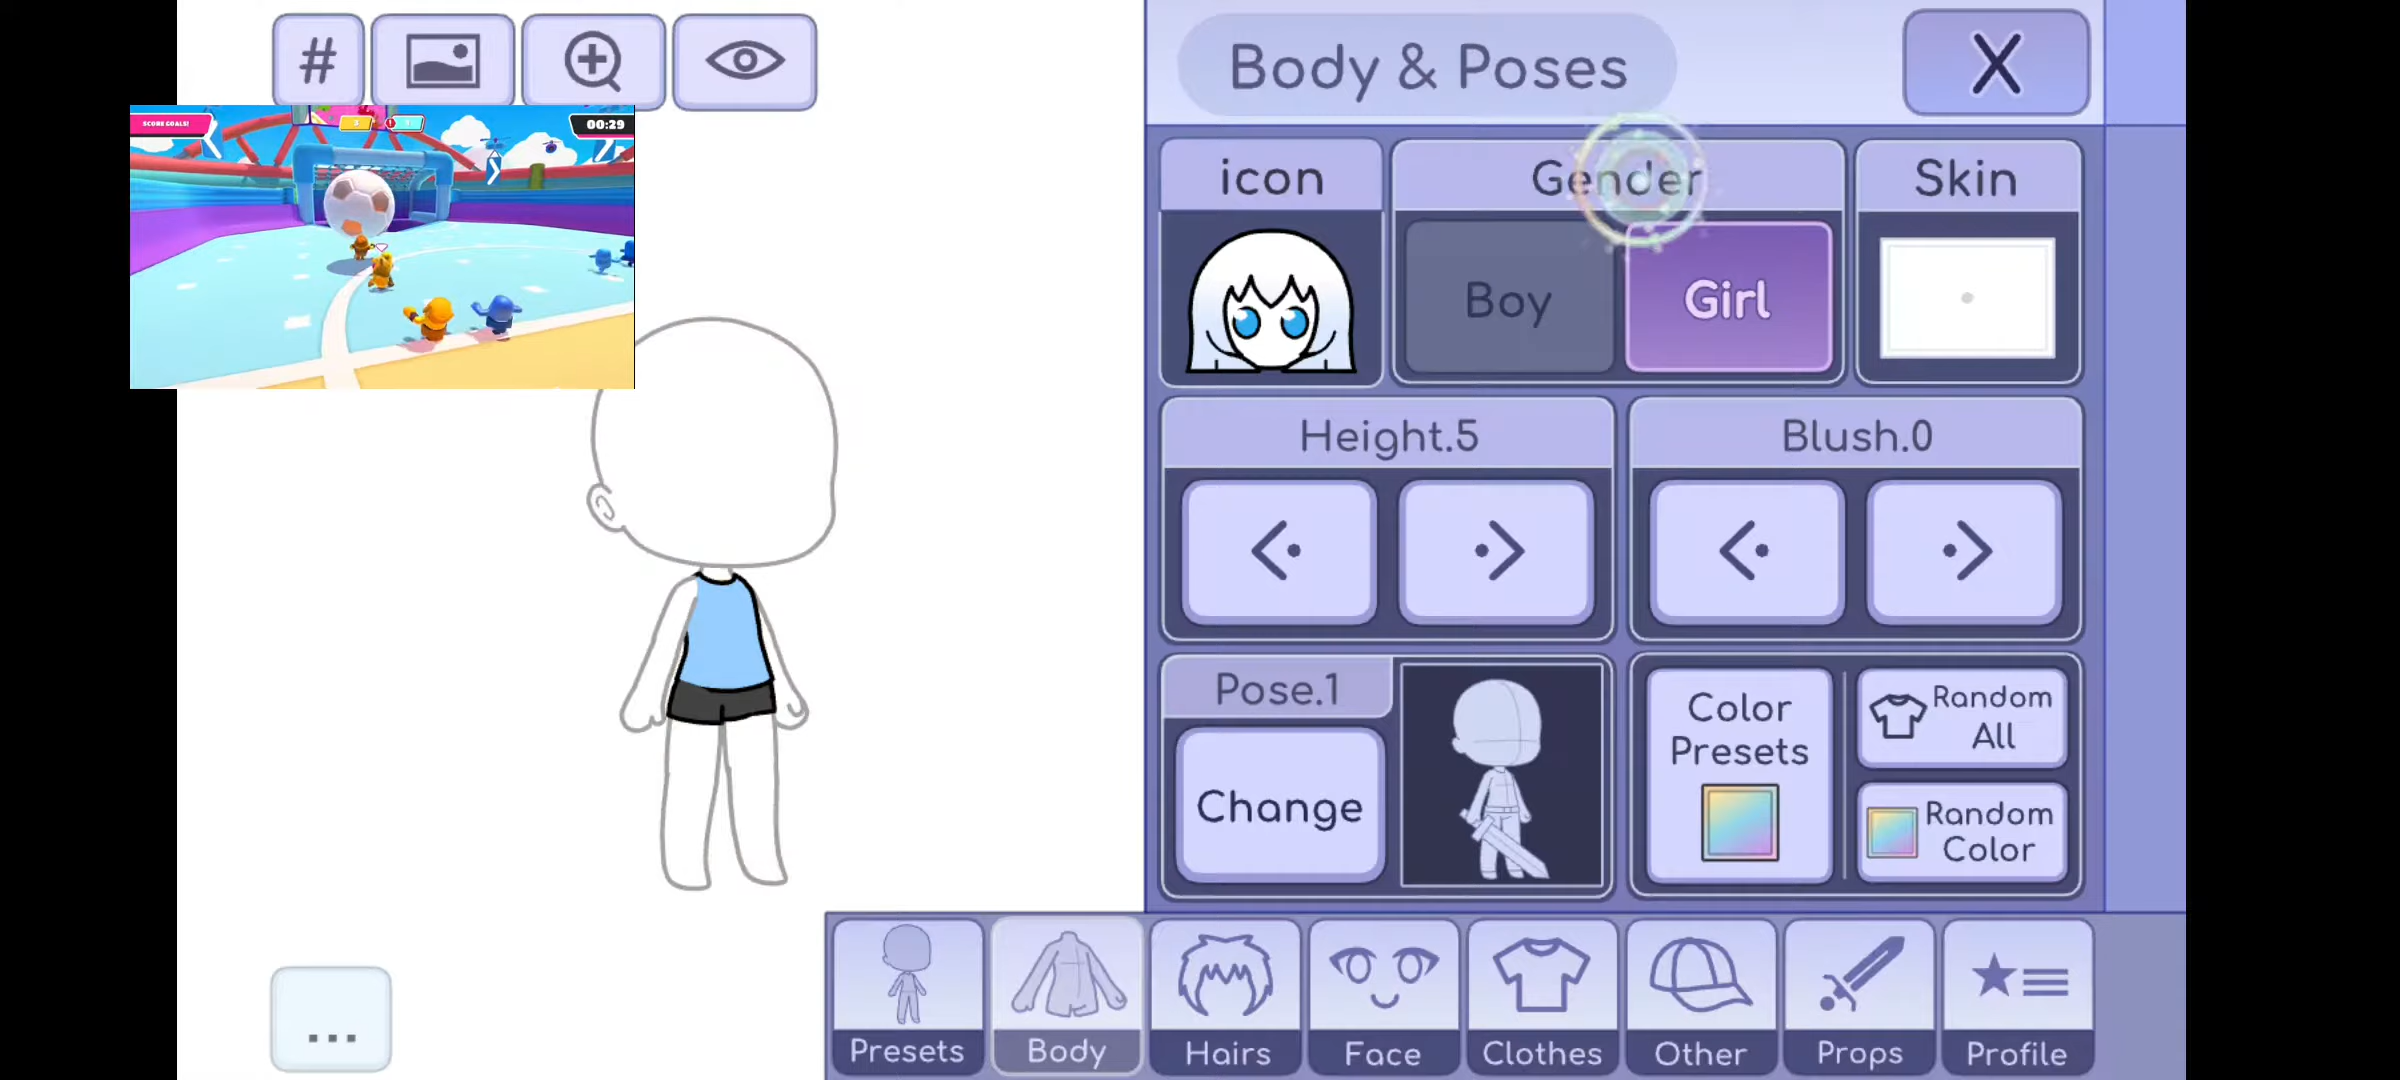 #
Body & Poses
X
SCORE GOALS!
00:29
icon
Gender
Skin
Boy
Girl
Height.5
Blush.0
Pose.1
Change
Color
Presets
Random
All
Random
Color
...
Presets
Body
Hairs
Face
Clothes
Other
Props
Profile